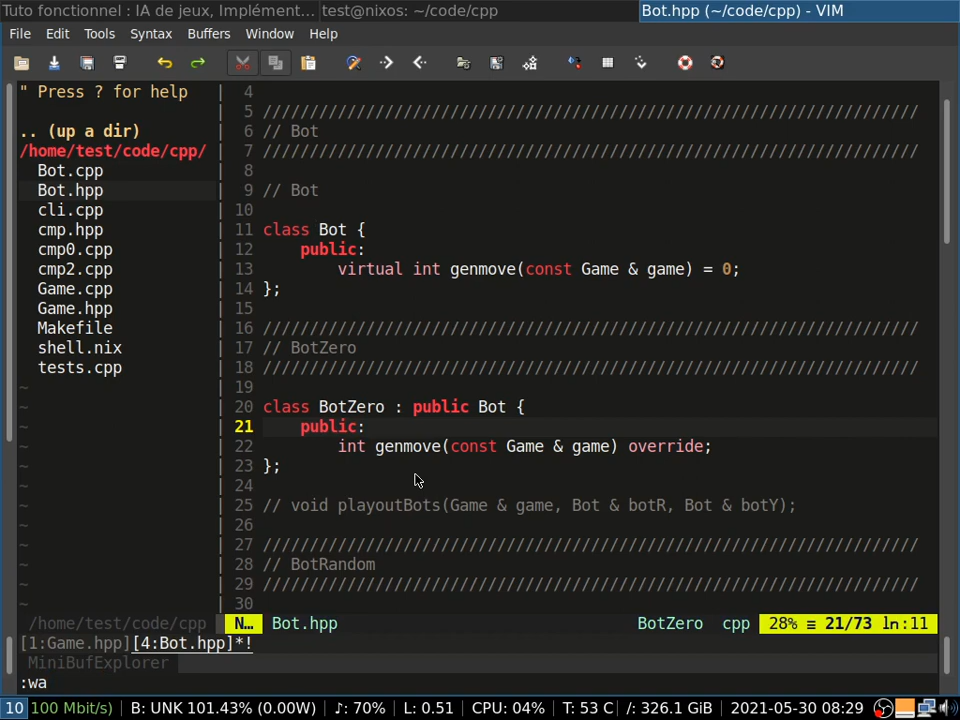 Tuto fonctionnel : IA de jeux, Implément... test@nixos: ~/code/cpp Bot.hpp (~/code/cpp) - VIM
File Edit Tools Syntax Buffers Window Help
" Press ? for help
.. (up a dir)
/home/test/code/cpp/
Bot.cpp
Bot.hpp
cli.cpp
cmp.hpp
cmp0.cpp
cmp2.cpp
Game.cpp
Game.hpp
Makefile
shell.nix
tests.cpp
4
5 //////////////////////////////////////////////////////////////////////
6 // Bot
7 //////////////////////////////////////////////////////////////////////
8
9 // Bot
10
11 class Bot {
12 public:
13 virtual int genmove(const Game & game) = 0;
14 };
15
16 //////////////////////////////////////////////////////////////////////
17 // BotZero
18 //////////////////////////////////////////////////////////////////////
19
20 class BotZero : public Bot {
21 public:
22 int genmove(const Game & game) override;
23 };
24
25 // void playoutBots(Game & game, Bot & botR, Bot & botY);
26
27 //////////////////////////////////////////////////////////////////////
28 // BotRandom
29 //////////////////////////////////////////////////////////////////////
30
/home/test/code/cpp N... Bot.hpp BotZero cpp 28% ≡ 21/73 ln:11
[1:Game.hpp][4:Bot.hpp]*!
MiniBufExplorer
:wa
10 100 Mbit/s) B: UNK 101.43% (0.00W) ♪: 70% L: 0.51 CPU: 04% T: 53 C /: 326.1 GiB 2021-05-30 08:29